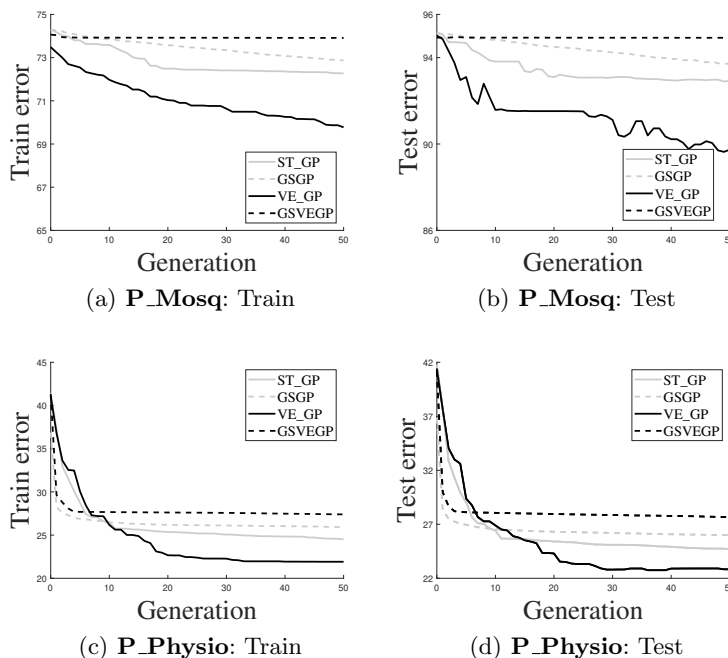 75
73
71
69
67
65
Train error
0 10 20 30 40 50
Generation
ST_GP
GSGP
VE_GP
GSVEGP
(a) P_Mosq: Train
96
94
90
86
Test error
0 10 20 30 40 50
Generation
ST_GP
GSGP
VE_GP
GSVEGP
(b) P_Mosq: Test
45
40
35
30
25
20
Train error
0 10 20 30 40 50
Generation
ST_GP
GSGP
VE_GP
GSVEGP
(c) P_Physio: Train
42
37
32
27
22
Test error
0 10 20 30 40 50
Generation
ST_GP
GSGP
VE_GP
GSVEGP
(d) P_Physio: Test